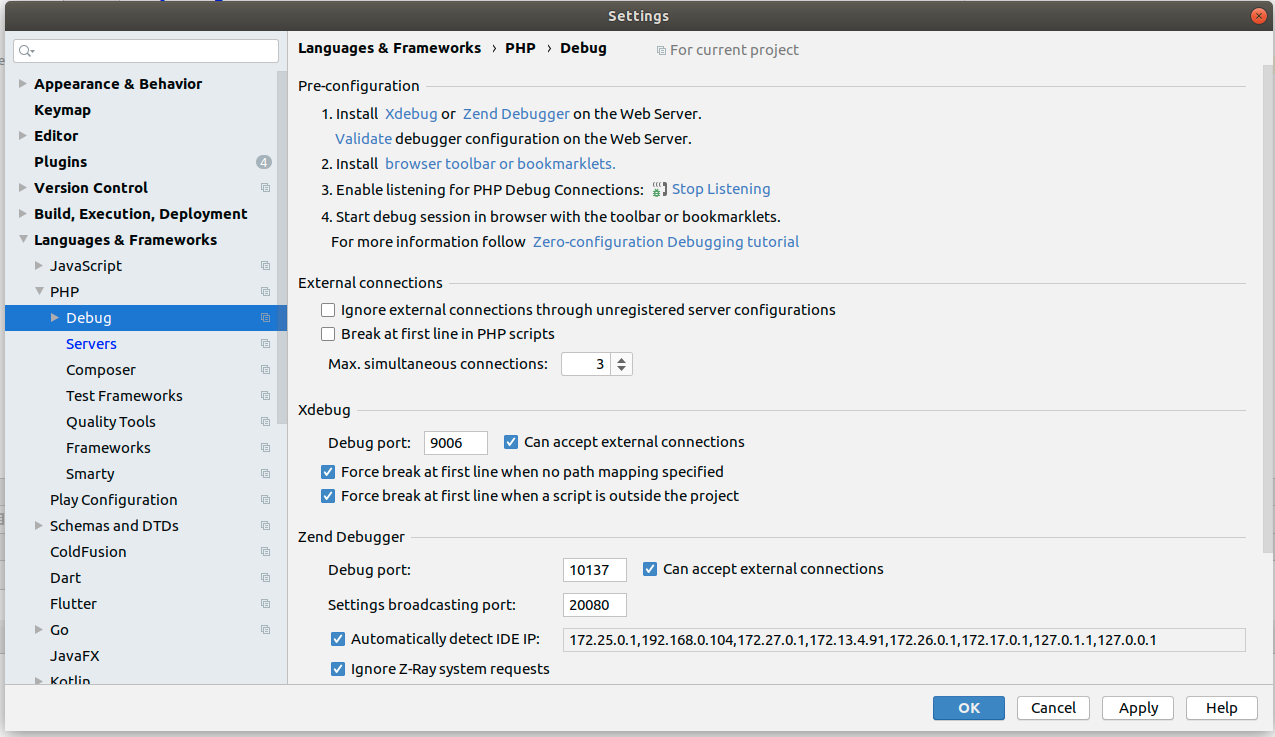 Settings
Appearance & Behavior
Keymap
Editor
Plugins 4
Version Control
Build, Execution, Deployment
Languages & Frameworks
JavaScript
PHP
Debug
Servers
Composer
Test Frameworks
Quality Tools
Frameworks
Smarty
Play Configuration
Schemas and DTDs
ColdFusion
Dart
Flutter
Go
JavaFX
Kotlin
Languages & Frameworks › PHP › Debug For current project
Pre-configuration
1. Install Xdebug or Zend Debugger on the Web Server.
Validate debugger configuration on the Web Server.
2. Install browser toolbar or bookmarklets.
3. Enable listening for PHP Debug Connections: Stop Listening
4. Start debug session in browser with the toolbar or bookmarklets.
For more information follow Zero-configuration Debugging tutorial
External connections
Ignore external connections through unregistered server configurations
Break at first line in PHP scripts
Max. simultaneous connections: 3
Xdebug
Debug port: 9006 Can accept external connections
Force break at first line when no path mapping specified
Force break at first line when a script is outside the project
Zend Debugger
Debug port: 10137 Can accept external connections
Settings broadcasting port: 20080
Automatically detect IDE IP: 172.25.0.1,192.168.0.104,172.27.0.1,172.13.4.91,172.26.0.1,172.17.0.1,127.0.1.1,127.0.0.1
Ignore Z-Ray system requests
OK Cancel Apply Help